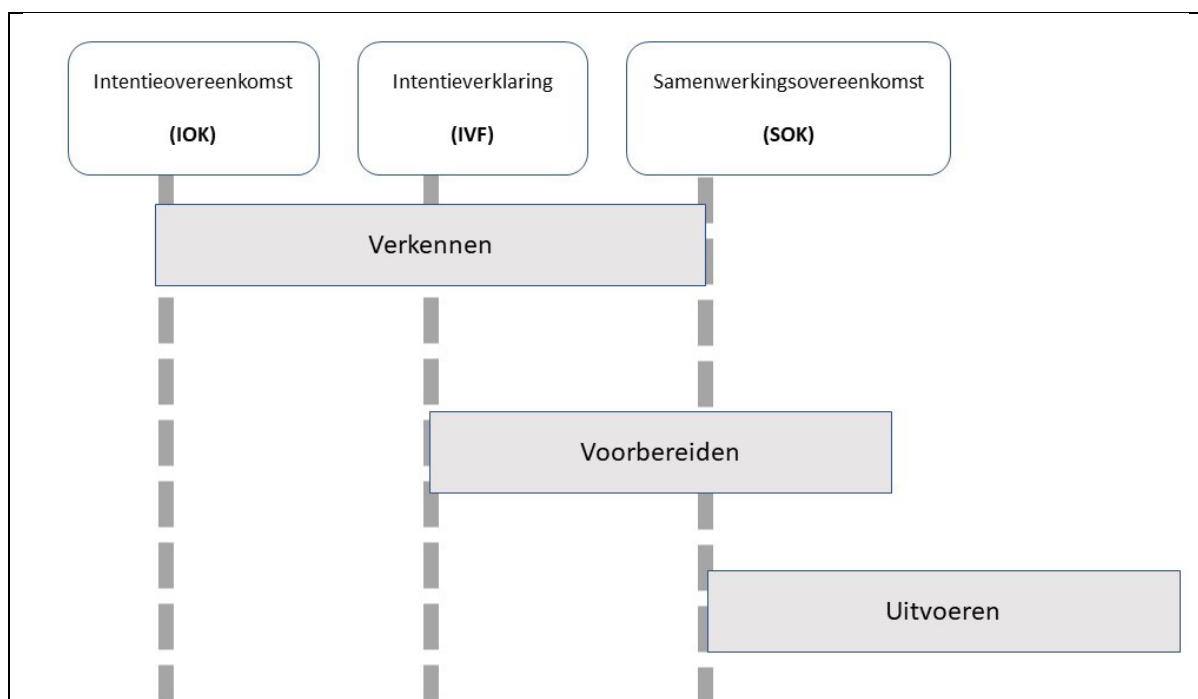 Intentieovereenkomst
(IOK)
Intentieverklaring
(IVF)
Samenwerkingsovereenkomst
(SOK)
Verkennen
Voorbereiden
Uitvoeren